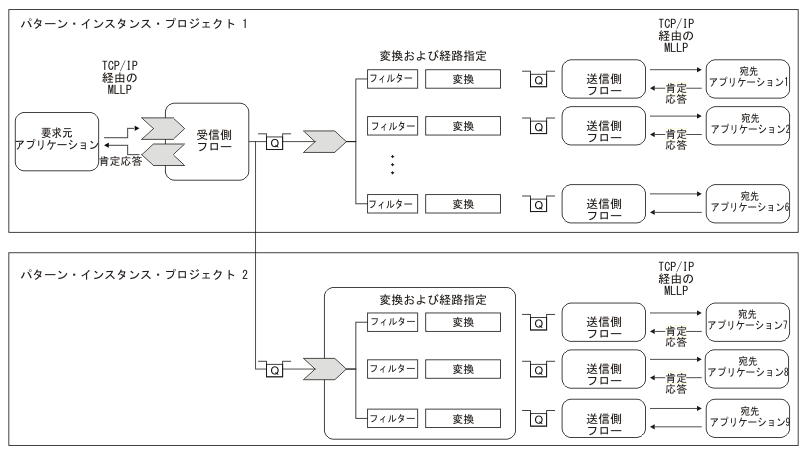 パターン・インスタンス・プロジェクト 1
TCP/IP
経由の
MLLP
要求元
アプリケーション
肯定応答
受信側
フロー
Q
変換および経路指定
フィルター
変換
Q
送信側
フロー
TCP/IP
経由の
MLLP
肯定
応答
宛先
アプリケーション1
フィルター
変換
Q
送信側
フロー
肯定
応答
宛先
アプリケーション2
フィルター
変換
Q
送信側
フロー
宛先
アプリケーション6
パターン・インスタンス・プロジェクト 2
Q
変換および経路指定
フィルター
変換
Q
送信側
フロー
TCP/IP
経由の
MLLP
肯定
応答
宛先
アプリケーション7
フィルター
変換
Q
送信側
フロー
肯定
応答
宛先
アプリケーション8
フィルター
変換
Q
送信側
フロー
宛先
アプリケーション9